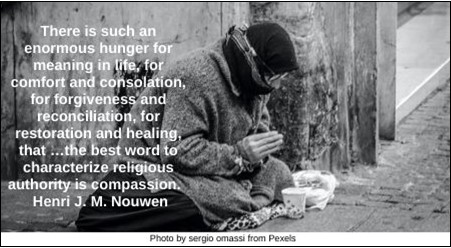 There is such an
enormous hunger for
meaning in life, for
comfort and consolation,
for forgiveness and
reconciliation, for
restoration and healing,
that …the best word to
characterize religious
authority is compassion.
Henri J. M. Nouwen
Photo by sergio omassi from Pexels